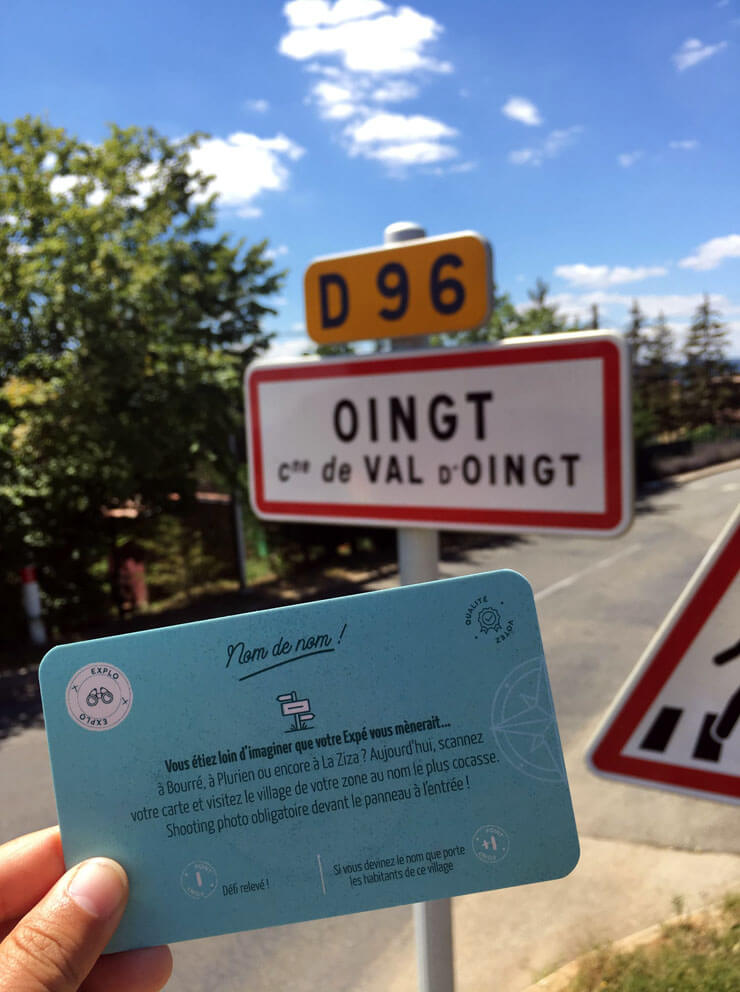 D 96
OINGT
cne de VAL D'OINGT
Nom de nom !
QUALITÉ
VOTEZ
EXPLO
EXPLO
Vous étiez loin d'imaginer que votre Expé vous mènerait...
à Bourré, à Plurien ou encore à La Ziza ? Aujourd'hui, scannez
votre carte et visitez le village de votre zone au nom le plus cocasse.
Shooting photo obligatoire devant le panneau à l'entrée !
1
Défi relevé !
Si vous devinez le nom que porte
les habitants de ce village
+1